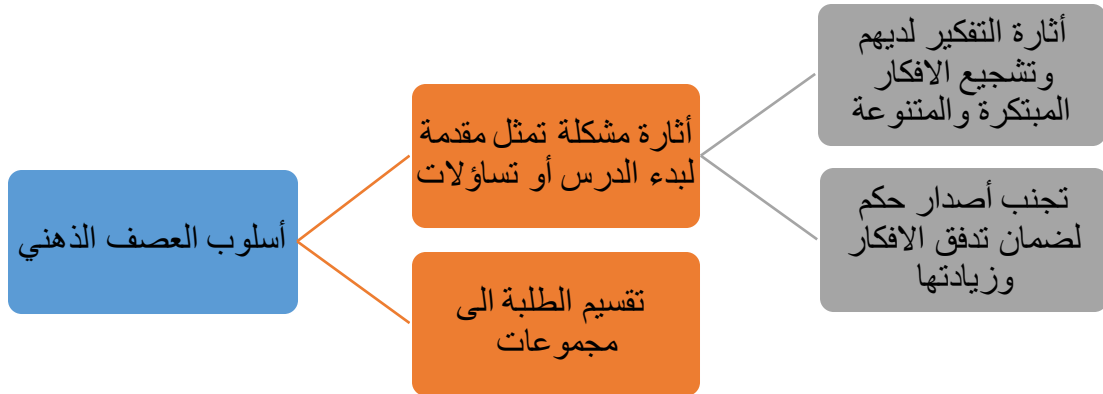 أسلوب العصف الذهني
أثارة مشكلة تمثل مقدمة
لبدء الدرس أو تساؤلات
تقسيم الطلبة الى
مجموعات
أثارة التفكير لديهم
وتشجيع الافكار
المبتكرة والمتنوعة
تجنب أصدار حكم
لضمان تدفق الافكار
وزيادتها